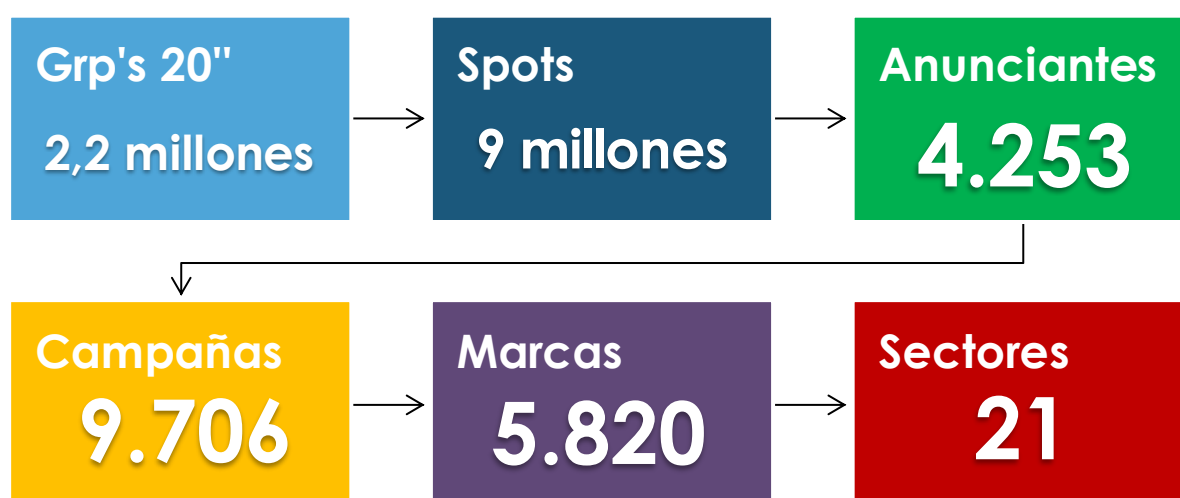 Grp's 20"
2,2 millones
Spots
9 millones
Anunciantes
4.253
Campañas
9.706
Marcas
5.820
Sectores
21